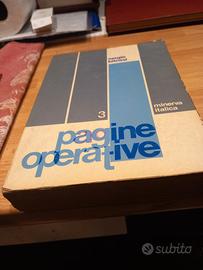 3
minerva
italica
pagine
operative
subito